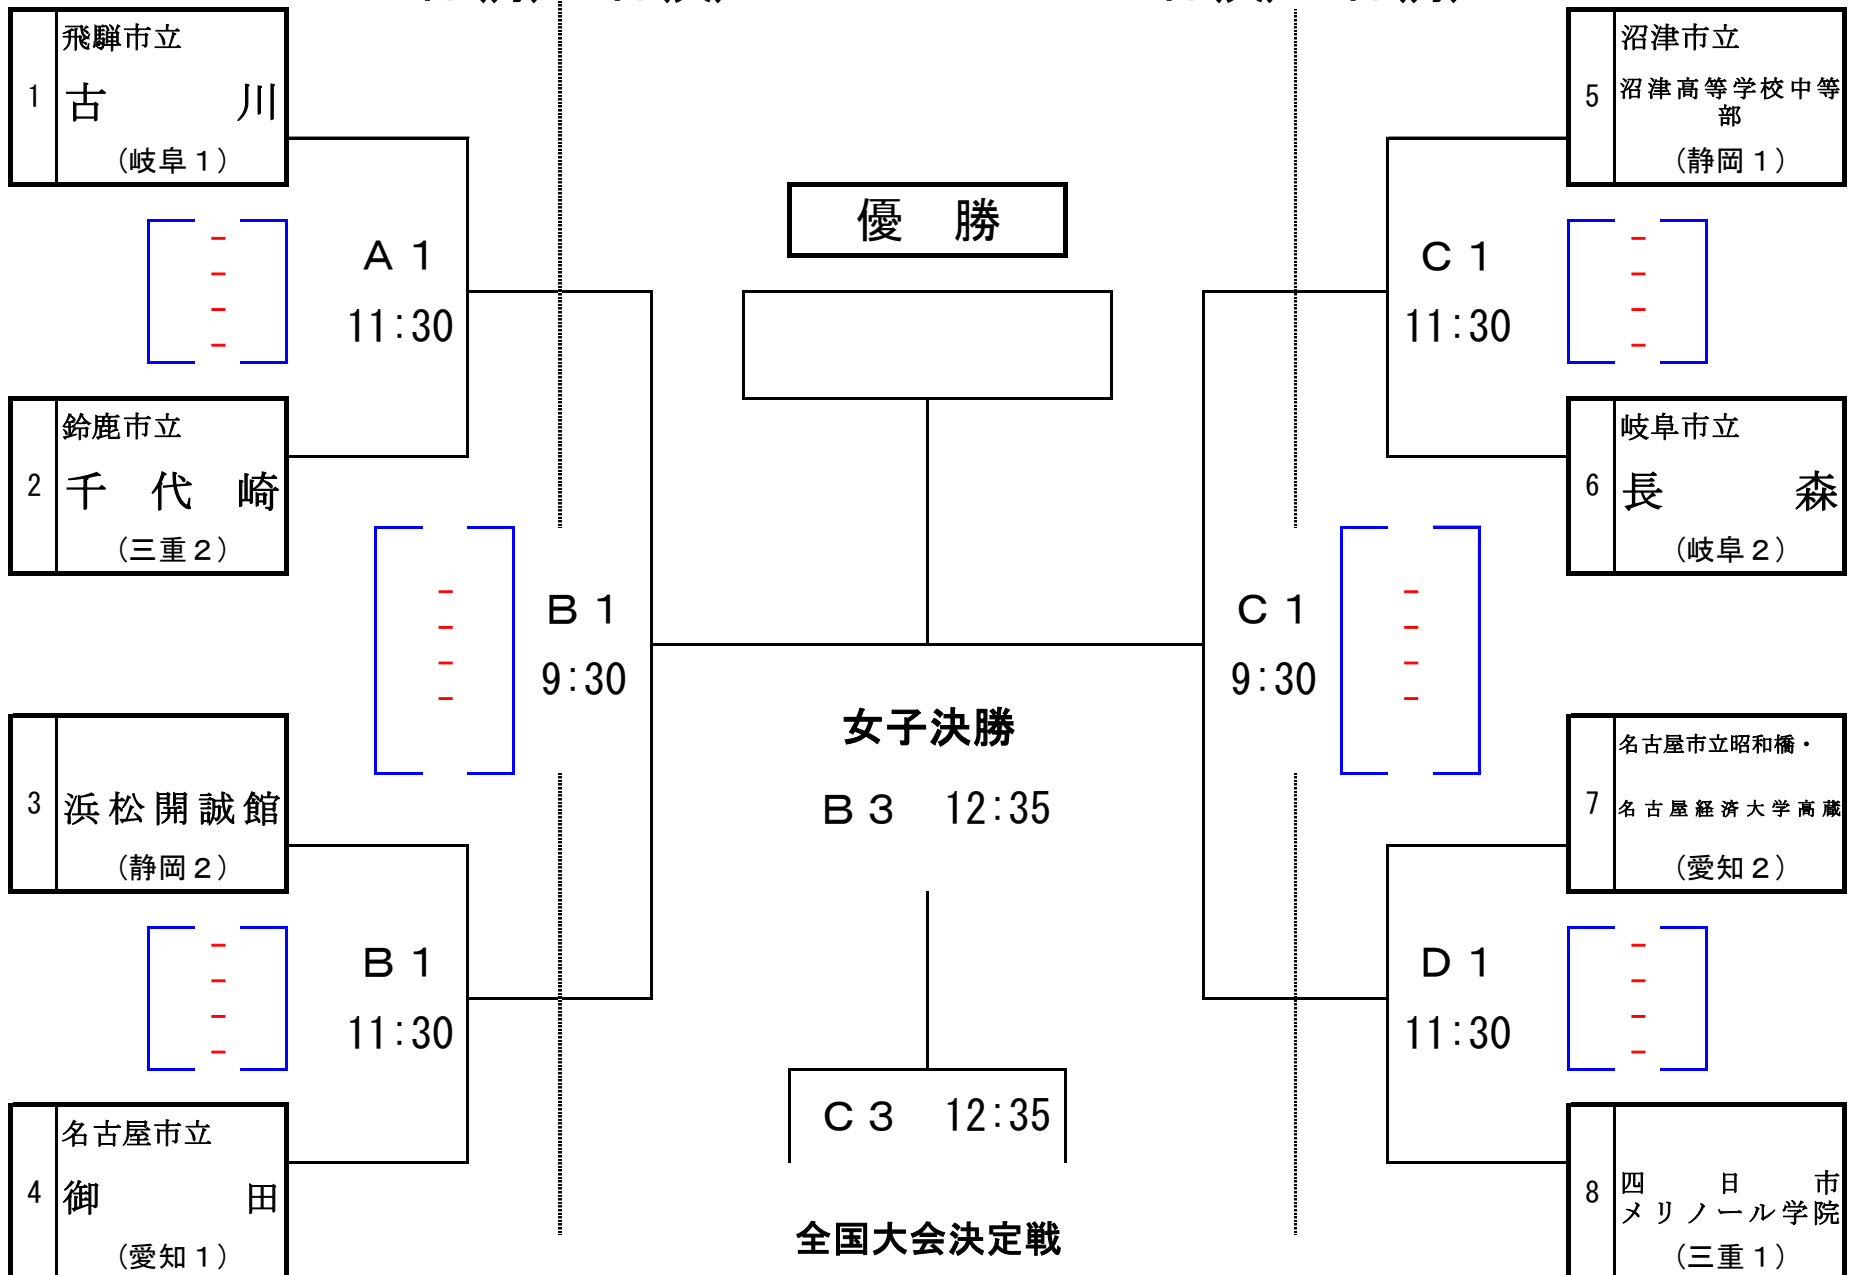 1
飛騨市立
古川
(岐阜1)
A1
11:30
2
鈴鹿市立
千代崎
(三重2)
B1
9:30
3
浜松開誠館
(静岡2)
B1
11:30
4
名古屋市立
御田
(愛知1)
優勝
女子決勝
B3 12:35
C3 12:35
全国大会決定戦
5
沼津市立
沼津高等学校中等
部
(静岡1)
C1
11:30
6
岐阜市立
長森
(岐阜2)
C1
9:30
7
名古屋市立昭和橋・
名古屋経済大学高蔵
(愛知2)
D1
11:30
8
四日市
メリノール学院
(三重1)